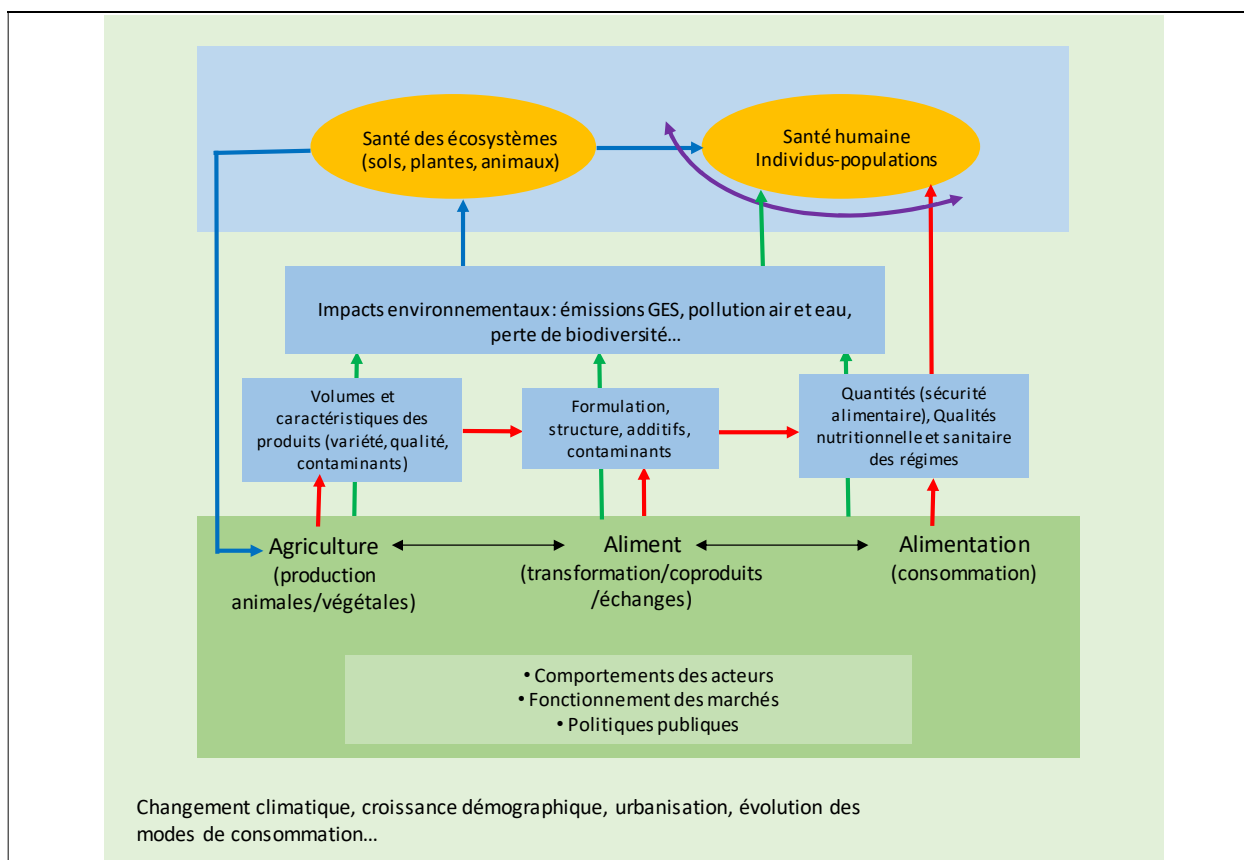 Santé des écosystèmes
(sols, plantes, animaux)
Santé humaine
Individus-populations
Impacts environnementaux : émissions GES, pollution air et eau,
perte de biodiversité...
Volumes et
caractéristiques des
produits (variété, qualité,
contaminants)
Formulation,
structure, additifs,
contaminants
Quantités (sécurité
alimentaire), Qualités
nutritionnelle et sanitaire
des régimes
Agriculture
(production
animales/végétales)
Aliment
(transformation/coproduits
/échanges)
Alimentation
(consommation)
• Comportements des acteurs
• Fonctionnement des marchés
• Politiques publiques
Changement climatique, croissance démographique, urbanisation, évolution des
modes de consommation...